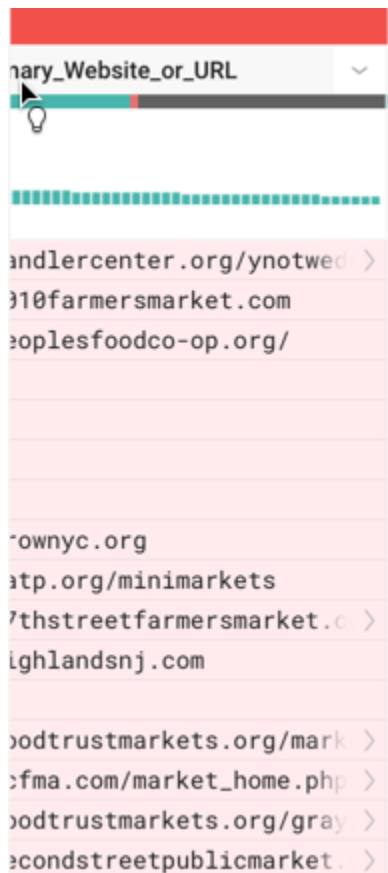 nary_Website_or_URL
andlercenter.org/ynotwed
010farmersmarket.com
eoplesfoodco-op.org/
rownyc.org
atp.org/minimarkets
7thstreetfarmersmarket.c
ighlandsnj.com
oodtrustmarkets.org/mark
cfma.com/market_home.php
oodtrustmarkets.org/gray
econdstreetpublicmarket.